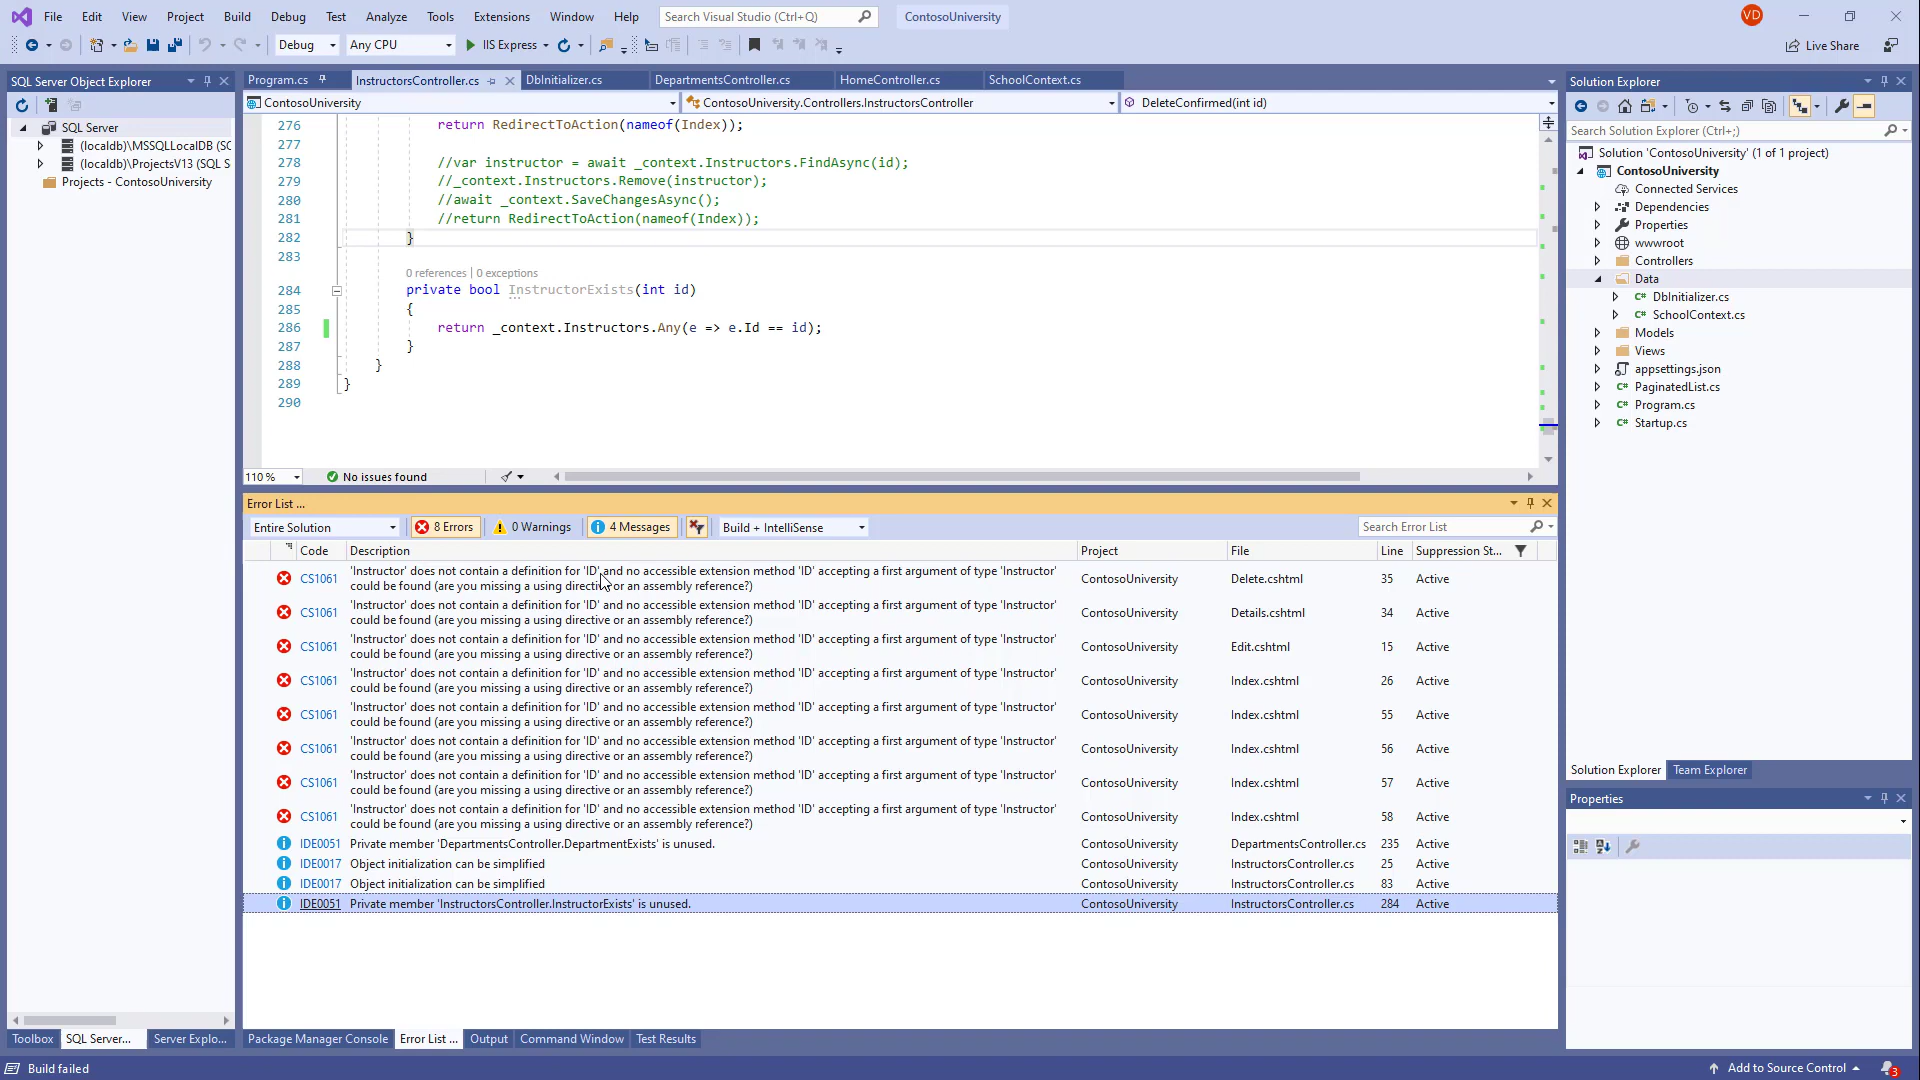 File Edit View Project Build Debug Test Analyze Tools Extensions Window Help Search Visual Studio (Ctrl+Q) ContosoUniversity VD
Debug Any CPU IIS Express Live Share
SQL Server Object Explorer
SQL Server
(localdb)\MSSQLLocalDB (SQ
(localdb)\ProjectsV13 (SQL S
Projects - ContosoUniversity
Toolbox SQL Server... Server Explo...
Program.cs InstructorsController.cs DbInitializer.cs DepartmentsController.cs HomeController.cs SchoolContext.cs
ContosoUniversity ContosoUniversity.Controllers.InstructorsController DeleteConfirmed(int id)
276 return RedirectToAction(nameof(Index));
277
278 //var instructor = await _context.Instructors.FindAsync(id);
279 //_context.Instructors.Remove(instructor);
280 //await _context.SaveChangesAsync();
281 //return RedirectToAction(nameof(Index));
282 }
283
0 references | 0 exceptions
284 private bool InstructorExists(int id)
285 {
286 return _context.Instructors.Any(e => e.Id == id);
287 }
288 }
289 }
290
110 % No issues found
Error List ...
Entire Solution 8 Errors 0 Warnings 4 Messages Build + IntelliSense Search Error List
Code Description Project File Line Suppression St...
CS1061 'Instructor' does not contain a definition for 'ID' and no accessible extension method 'ID' accepting a first argument of type 'Instructor' ContosoUniversity Delete.cshtml 35 Active
could be found (are you missing a using directive or an assembly reference?)
CS1061 'Instructor' does not contain a definition for 'ID' and no accessible extension method 'ID' accepting a first argument of type 'Instructor' ContosoUniversity Details.cshtml 34 Active
could be found (are you missing a using directive or an assembly reference?)
CS1061 'Instructor' does not contain a definition for 'ID' and no accessible extension method 'ID' accepting a first argument of type 'Instructor' ContosoUniversity Edit.cshtml 15 Active
could be found (are you missing a using directive or an assembly reference?)
CS1061 'Instructor' does not contain a definition for 'ID' and no accessible extension method 'ID' accepting a first argument of type 'Instructor' ContosoUniversity Index.cshtml 26 Active
could be found (are you missing a using directive or an assembly reference?)
CS1061 'Instructor' does not contain a definition for 'ID' and no accessible extension method 'ID' accepting a first argument of type 'Instructor' ContosoUniversity Index.cshtml 55 Active
could be found (are you missing a using directive or an assembly reference?)
CS1061 'Instructor' does not contain a definition for 'ID' and no accessible extension method 'ID' accepting a first argument of type 'Instructor' ContosoUniversity Index.cshtml 56 Active
could be found (are you missing a using directive or an assembly reference?)
CS1061 'Instructor' does not contain a definition for 'ID' and no accessible extension method 'ID' accepting a first argument of type 'Instructor' ContosoUniversity Index.cshtml 57 Active
could be found (are you missing a using directive or an assembly reference?)
CS1061 'Instructor' does not contain a definition for 'ID' and no accessible extension method 'ID' accepting a first argument of type 'Instructor' ContosoUniversity Index.cshtml 58 Active
could be found (are you missing a using directive or an assembly reference?)
IDE0051 Private member 'DepartmentsController.DepartmentExists' is unused. ContosoUniversity DepartmentsController.cs 235 Active
IDE0017 Object initialization can be simplified ContosoUniversity InstructorsController.cs 25 Active
IDE0017 Object initialization can be simplified ContosoUniversity InstructorsController.cs 83 Active
IDE0051 Private member 'InstructorsController.InstructorExists' is unused. ContosoUniversity InstructorsController.cs 284 Active
Package Manager Console Error List ... Output Command Window Test Results
Solution Explorer
Search Solution Explorer (Ctrl+;)
Solution 'ContosoUniversity' (1 of 1 project)
ContosoUniversity
Connected Services
Dependencies
Properties
wwwroot
Controllers
Data
C# DbInitializer.cs
C# SchoolContext.cs
Models
Views
appsettings.json
C# PaginatedList.cs
C# Program.cs
C# Startup.cs
Solution Explorer Team Explorer
Properties
Build failed Add to Source Control 3